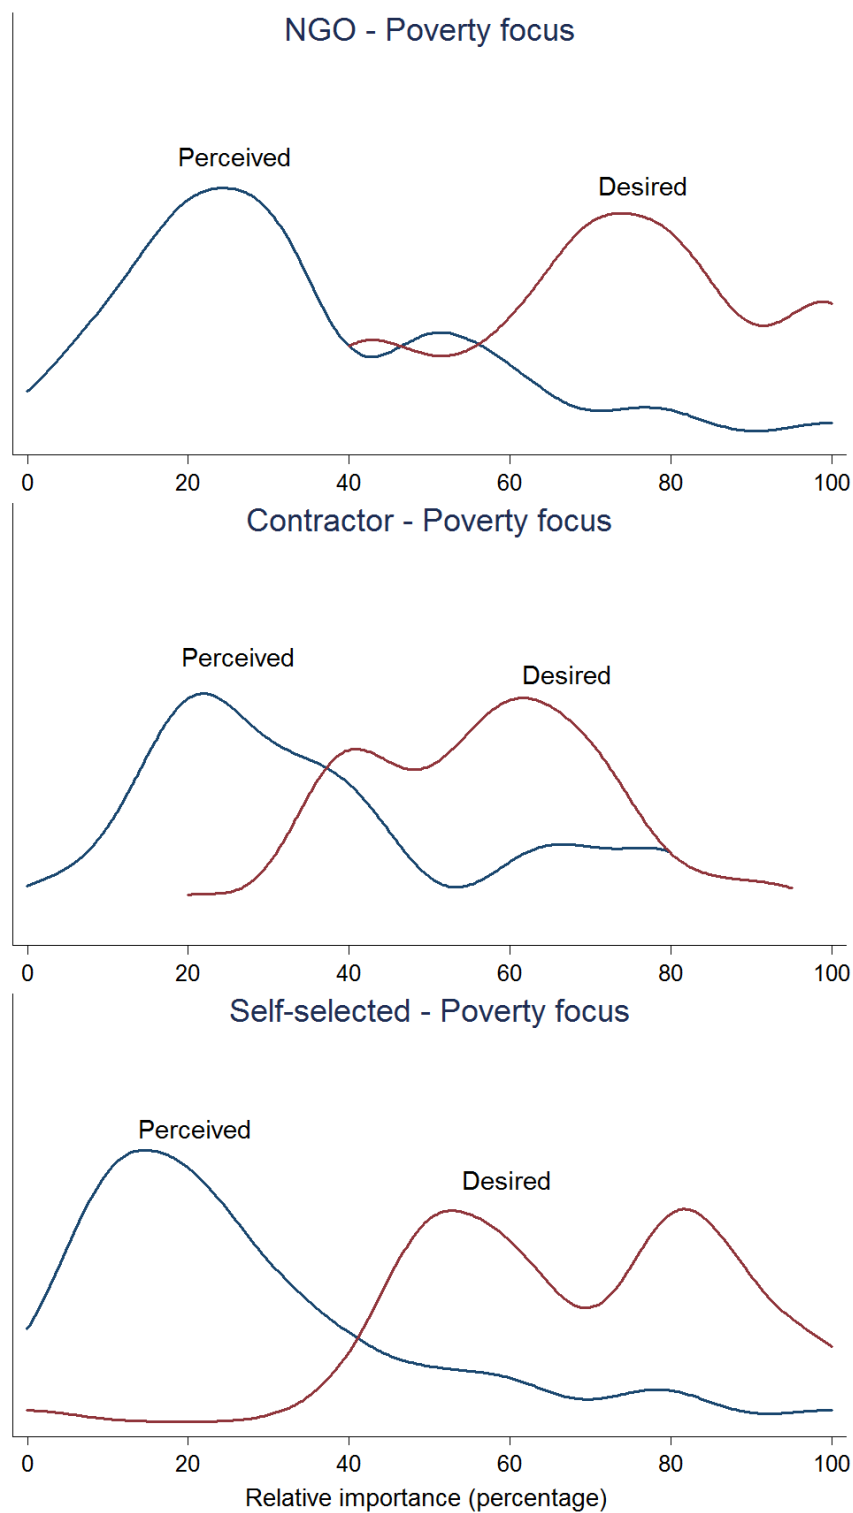 NGO - Poverty focus
Perceived
Desired
0 20 40 60 80 100
Contractor - Poverty focus
Perceived
Desired
0 20 40 60 80 100
Self-selected - Poverty focus
Perceived
Desired
0 20 40 60 80 100
Relative importance (percentage)